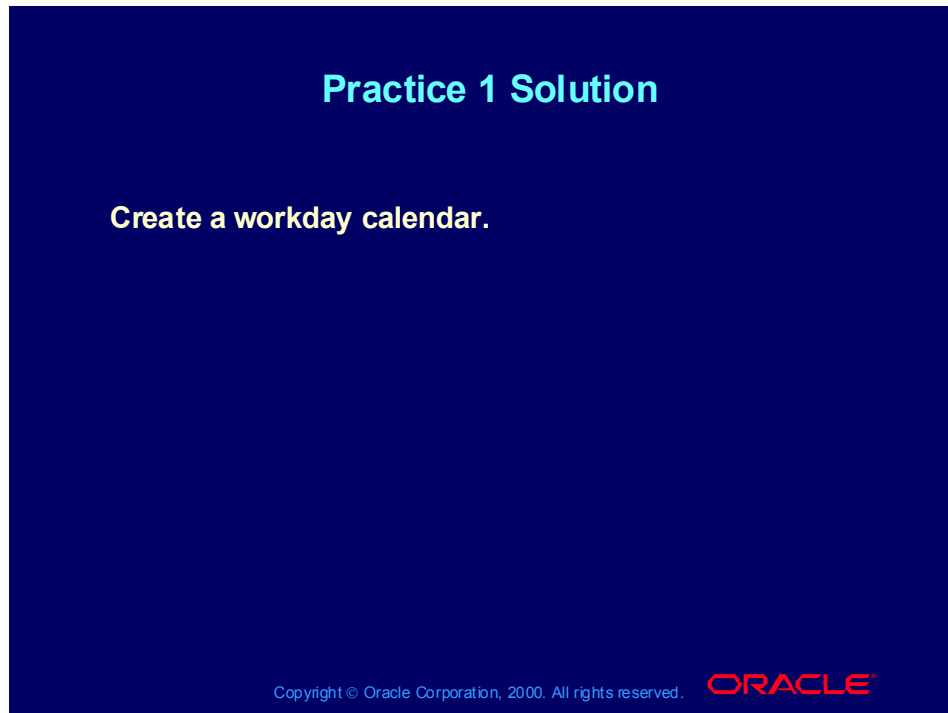 Practice 1 Solution
Create a workday calendar.
Copyright © Oracle Corporation, 2000. All rights reserved.
ORACLE®